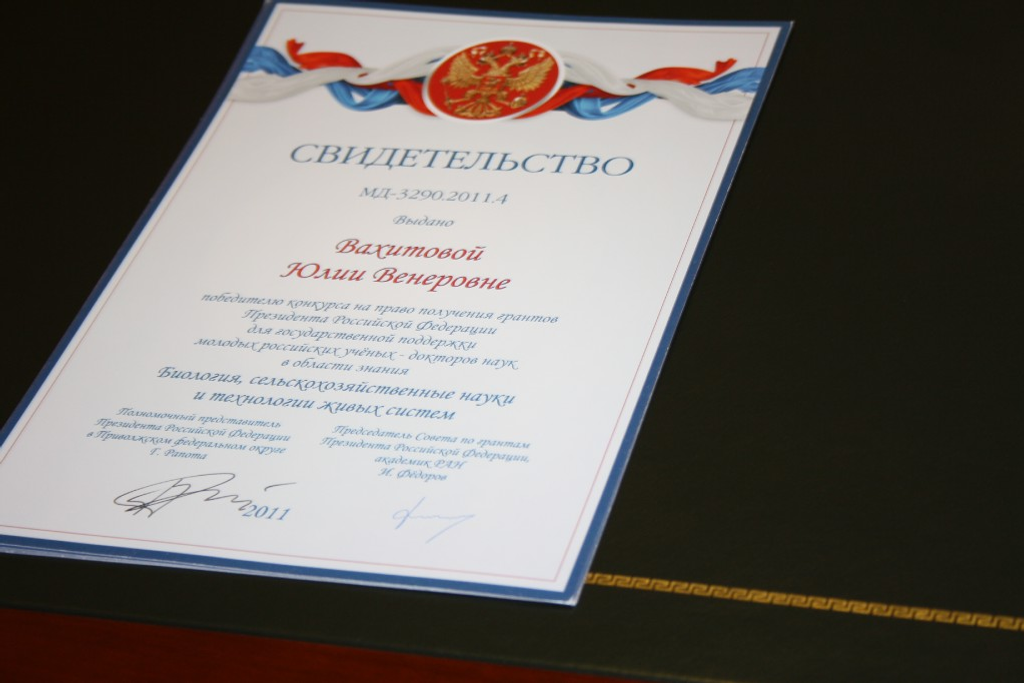 СВИДЕТЕЛЬСТВО
МД-3290.2011.4
Выдано
Вахитовой
Юлии Венеровне
победителю конкурса на право получения грантов
Президента Российской Федерации
для государственной поддержки
молодых российских учёных - докторов наук
в области знания
Биология, сельскохозяйственные науки
и технологии живых систем
Полномочный представитель
Президента Российской Федерации
в Приволжском федеральном округе
Г. Рапота
Председатель Совета по грантам
Президента Российской Федерации,
академик РАН
И. Фёдоров
2011